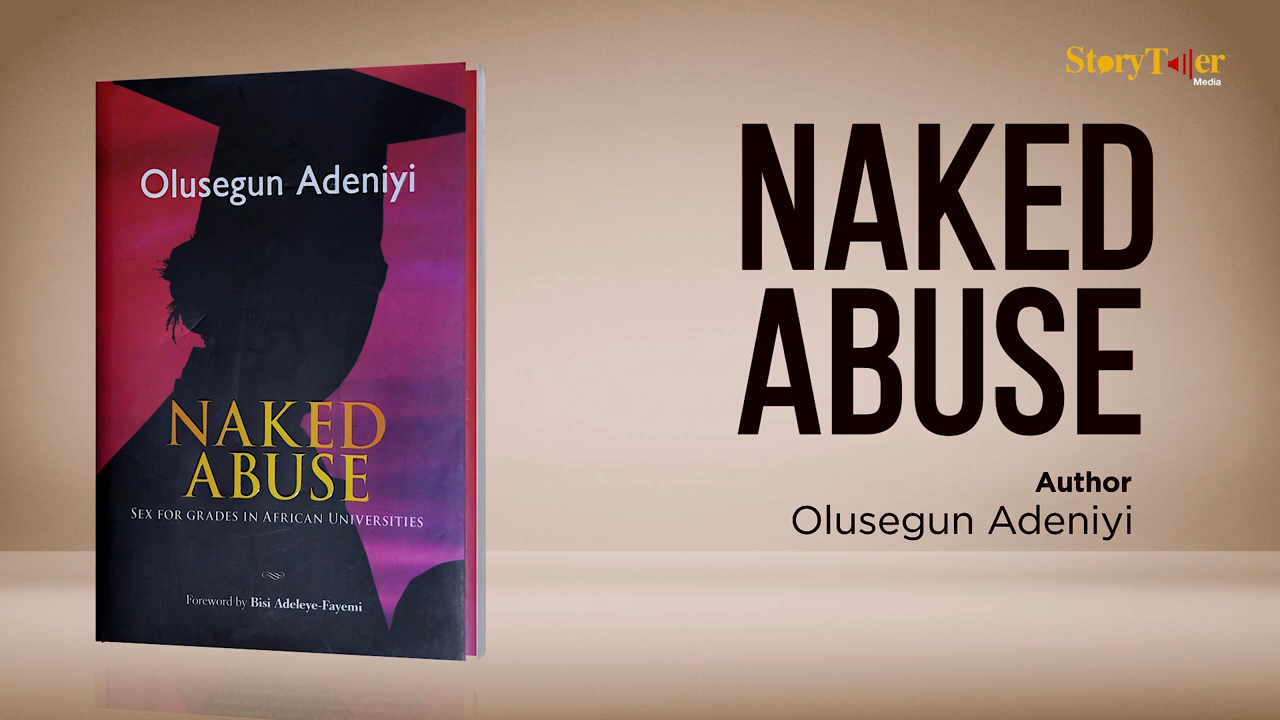 Olusegun Adeniyi
NAKED
ABUSE
SEX FOR GRADES IN AFRICAN UNIVERSITIES
Foreword by Bisi Adeleye-Fayemi
StoryTeller
Media
NAKED
ABUSE
Author
Olusegun Adeniyi